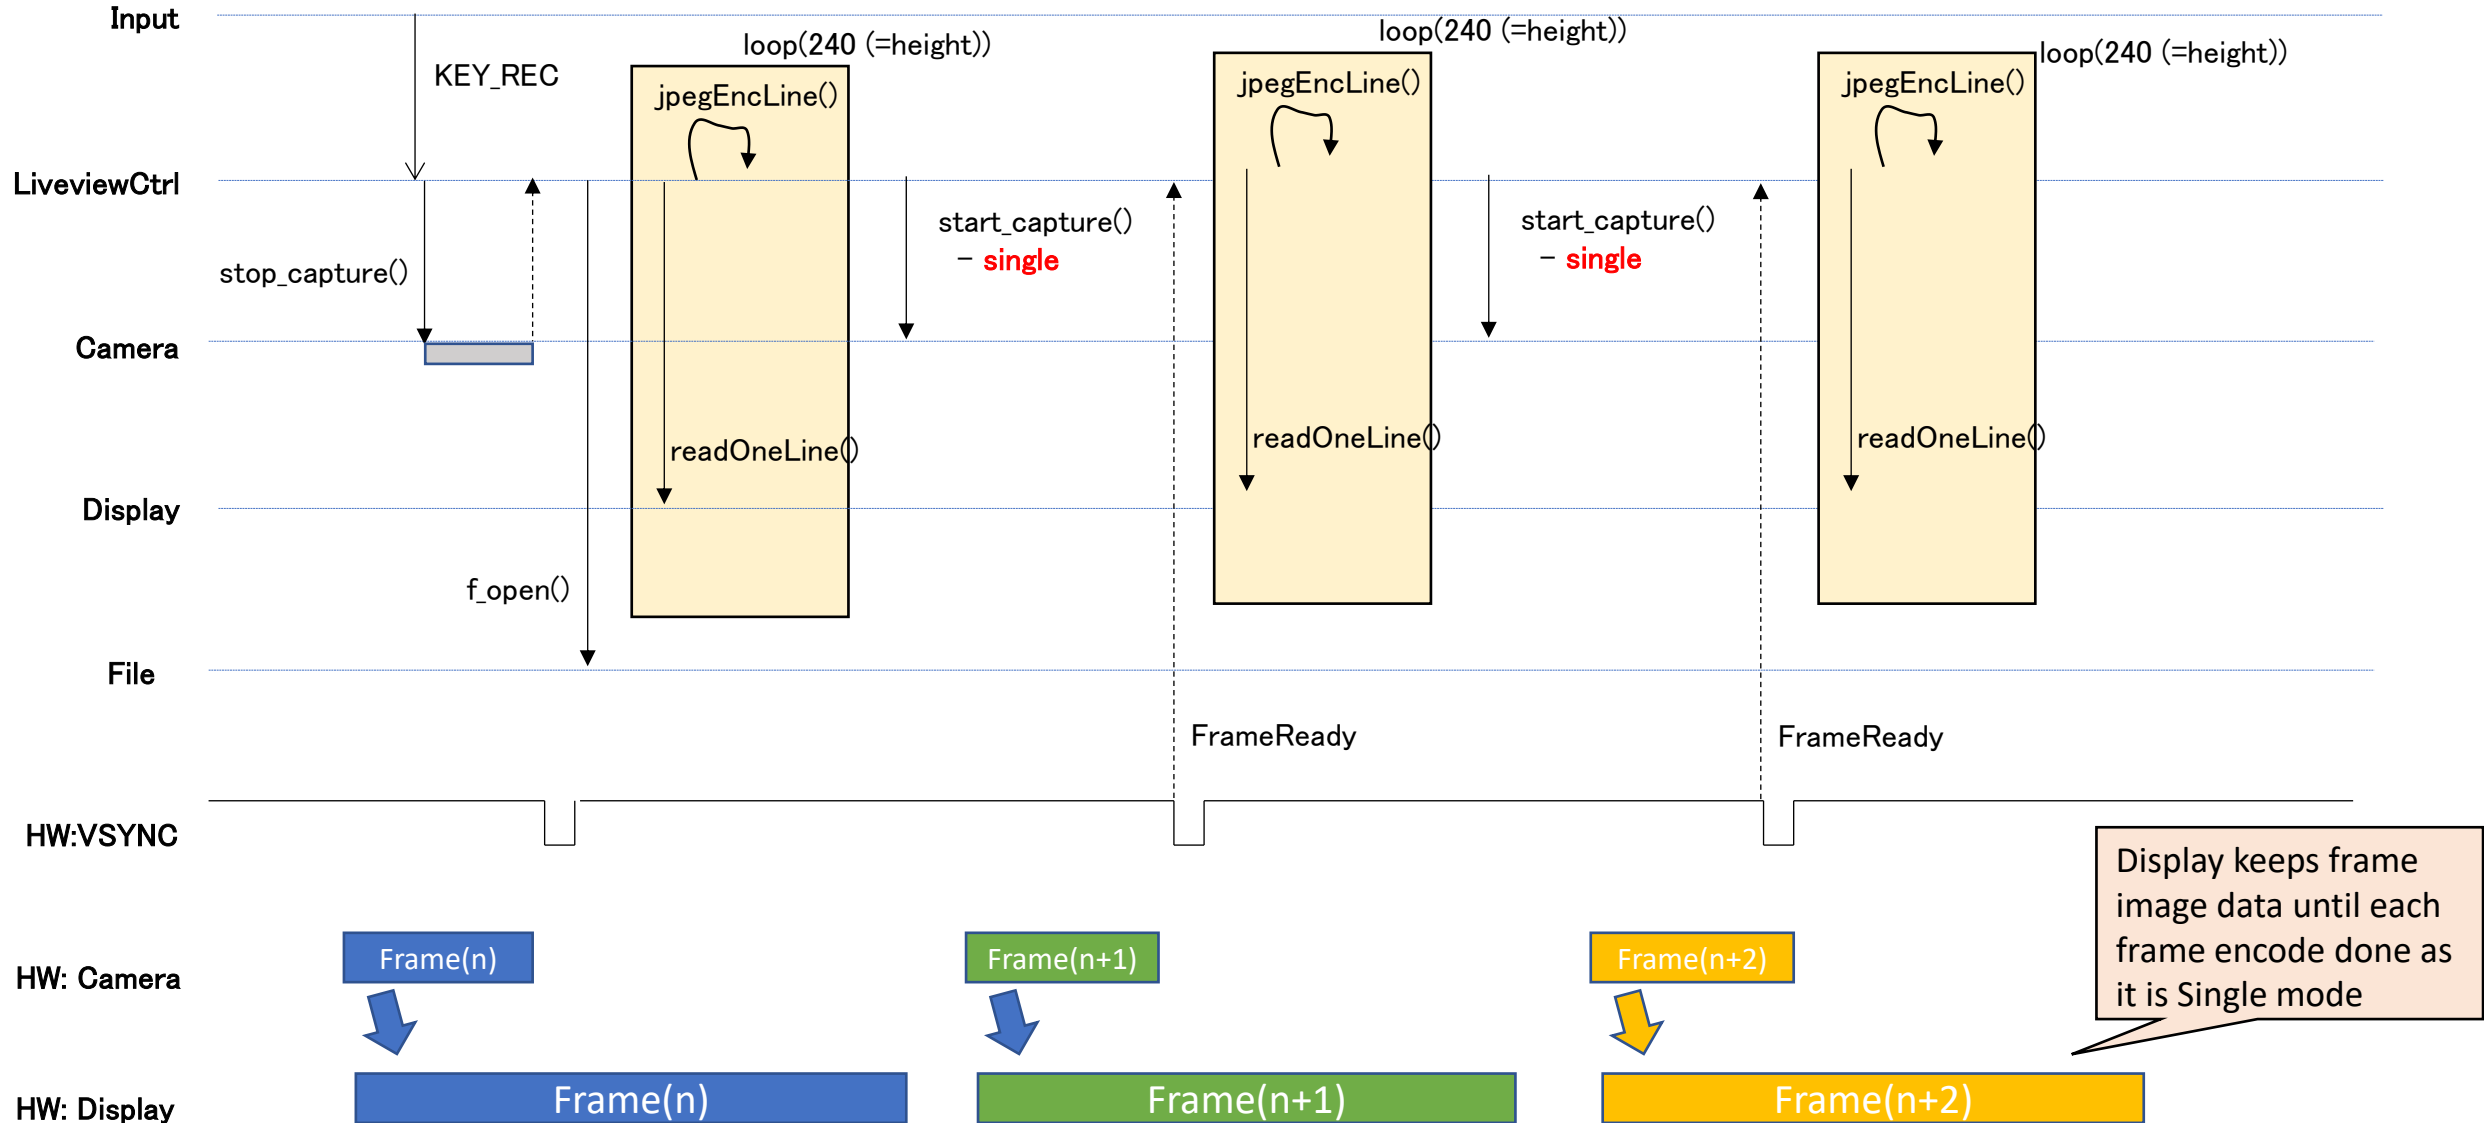 Input
loop(240 (=height))
loop(240 (=height))
loop(240 (=height))
KEY_REC
jpegEncLine()
jpegEncLine()
jpegEncLine()
LiveviewCtrl
stop_capture()
start_capture()
- single
start_capture()
- single
Camera
readOneLine()
readOneLine()
readOneLine()
Display
f_open()
File
FrameReady
FrameReady
HW:VSYNC
Display keeps frame
image data until each
frame encode done as
it is Single mode
HW: Camera
Frame(n)
Frame(n+1)
Frame(n+2)
HW: Display
Frame(n)
Frame(n+1)
Frame(n+2)